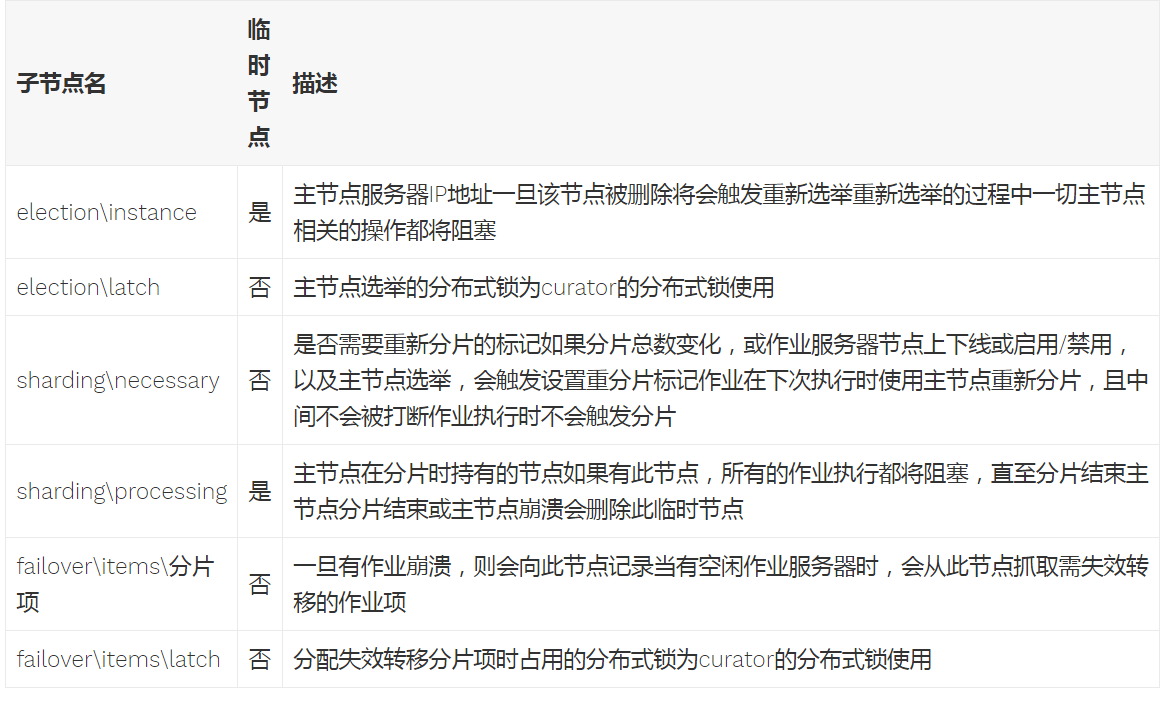 子节点名
临时节点
描述
election\instance
是
主节点服务器IP地址一旦该节点被删除将会触发重新选举重新选举的过程中一切主节点
相关的操作都将阻塞
election\latch
否
主节点选举的分布式锁为curator的分布式锁使用
sharding\necessary
否
是否需要重新分片的标记如果分片总数变化，或作业服务器节点上下线或启用/禁用，
以及主节点选举，会触发设置重分片标记作业在下次执行时使用主节点重新分片，且中
间不会被打断作业执行时不会触发分片
sharding\processing
是
主节点在分片时持有的节点如果有此节点，所有的作业执行都将阻塞，直至分片结束主
节点分片结束或主节点崩溃会删除此临时节点
failover\items\分片
项
否
一旦有作业崩溃，则会向此节点记录当有空闲作业服务器时，会从此节点抓取需失效转
移的作业项
failover\items\latch
否
分配失效转移分片项时占用的分布式锁为curator的分布式锁使用